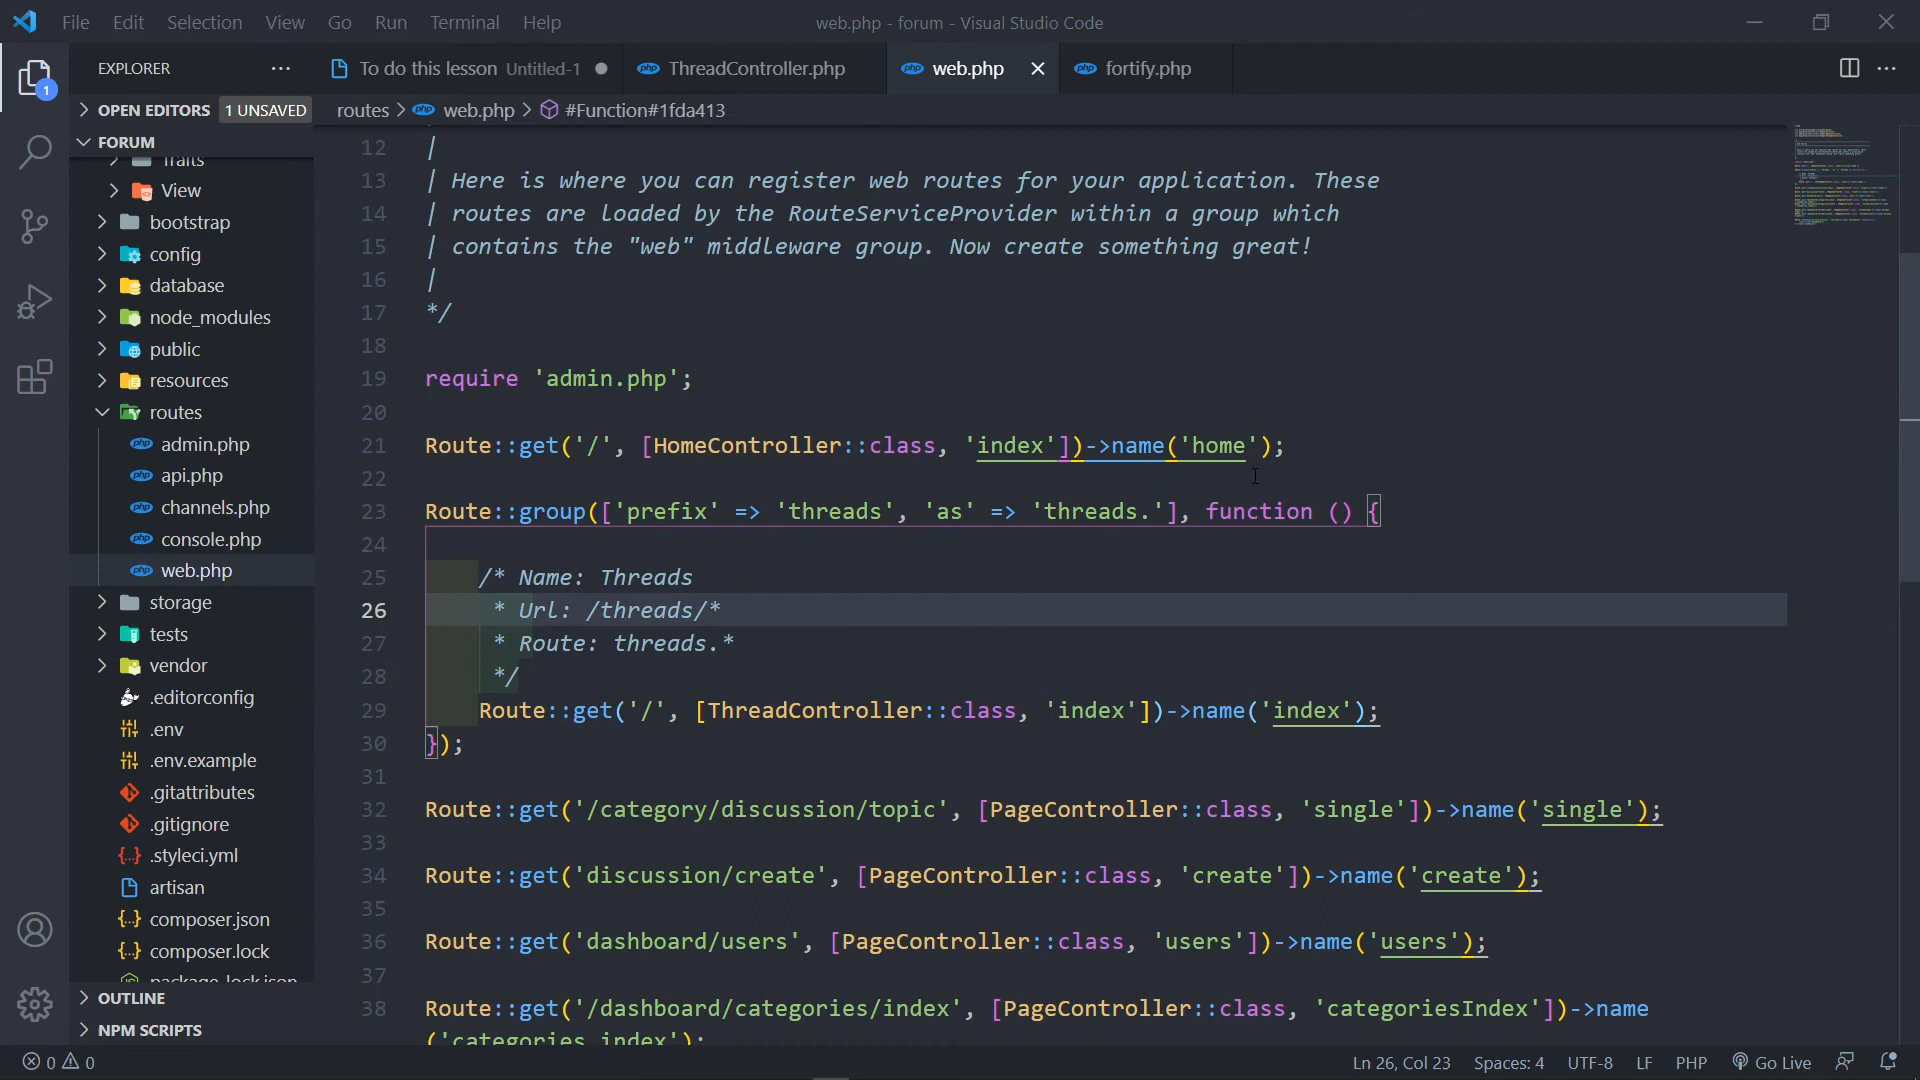 File Edit Selection View Go Run Terminal Help
web.php - forum - Visual Studio Code
EXPLORER
To do this lesson Untitled-1
ThreadController.php
web.php
fortify.php
OPEN EDITORS 1 UNSAVED
routes > web.php > #Function#1fda413
FORUM
Traits
View
bootstrap
config
database
node_modules
public
resources
routes
admin.php
api.php
channels.php
console.php
web.php
storage
tests
vendor
.editorconfig
.env
.env.example
.gitattributes
.gitignore
.styleci.yml
artisan
composer.json
composer.lock
package-lock.json
OUTLINE
NPM SCRIPTS
12 |
13 | Here is where you can register web routes for your application. These
14 | routes are loaded by the RouteServiceProvider within a group which
15 | contains the "web" middleware group. Now create something great!
16 |
17 */
18
19 require 'admin.php';
20
21 Route::get('/', [HomeController::class, 'index'])->name('home');
22
23 Route::group(['prefix' => 'threads', 'as' => 'threads.'], function () {
24
25 /* Name: Threads
26 * Url: /threads/*
27 * Route: threads.*
28 */
29 Route::get('/', [ThreadController::class, 'index'])->name('index');
30 });
31
32 Route::get('/category/discussion/topic', [PageController::class, 'single'])->name('single');
33
34 Route::get('discussion/create', [PageController::class, 'create'])->name('create');
35
36 Route::get('dashboard/users', [PageController::class, 'users'])->name('users');
37
38 Route::get('/dashboard/categories/index', [PageController::class, 'categoriesIndex'])->name
('categories.index');
1
0 0
Ln 26, Col 23 Spaces: 4 UTF-8 LF PHP Go Live